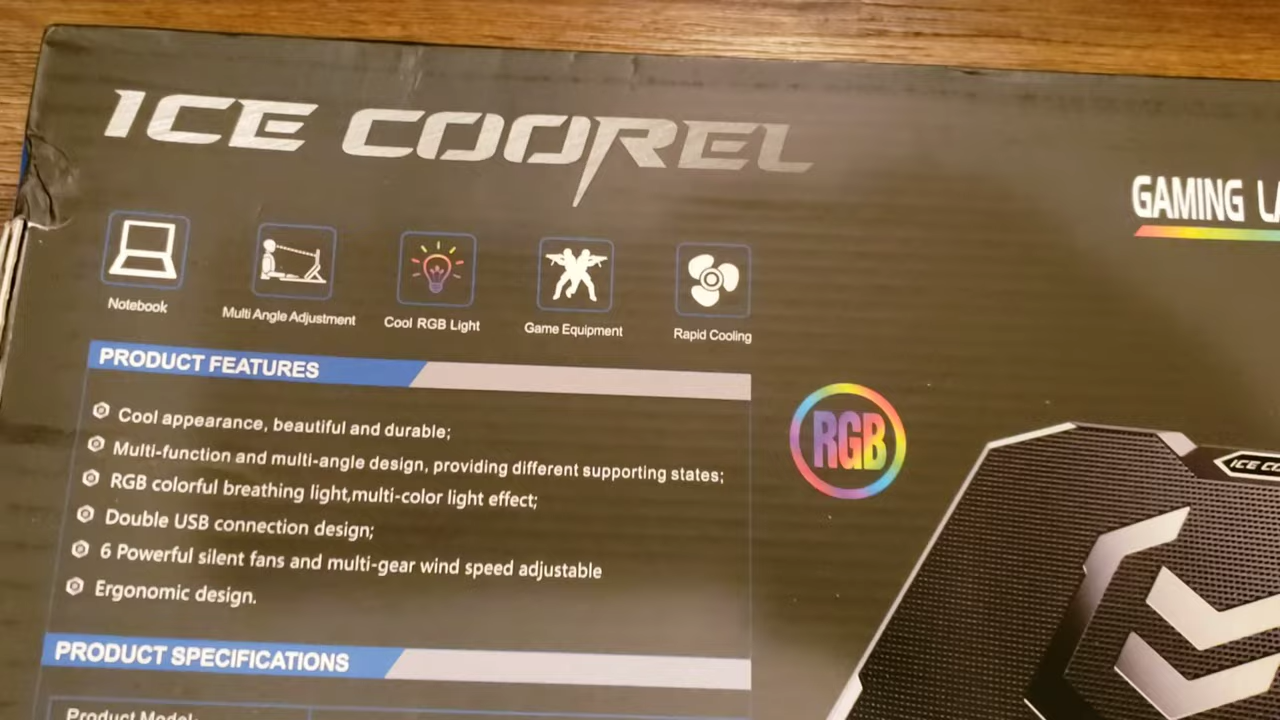 ICE COOREL
GAMING
Notebook
Multi Angle Adjustment
Cool RGB Light
Game Equipment
Rapid Cooling
PRODUCT FEATURES
Cool appearance, beautiful and durable;
Multi-function and multi-angle design, providing different supporting states;
RGB colorful breathing light,multi-color light effect;
Double USB connection design;
6 Powerful silent fans and multi-gear wind speed adjustable
Ergonomic design.
RGB
ICE
PRODUCT SPECIFICATIONS
Product Model